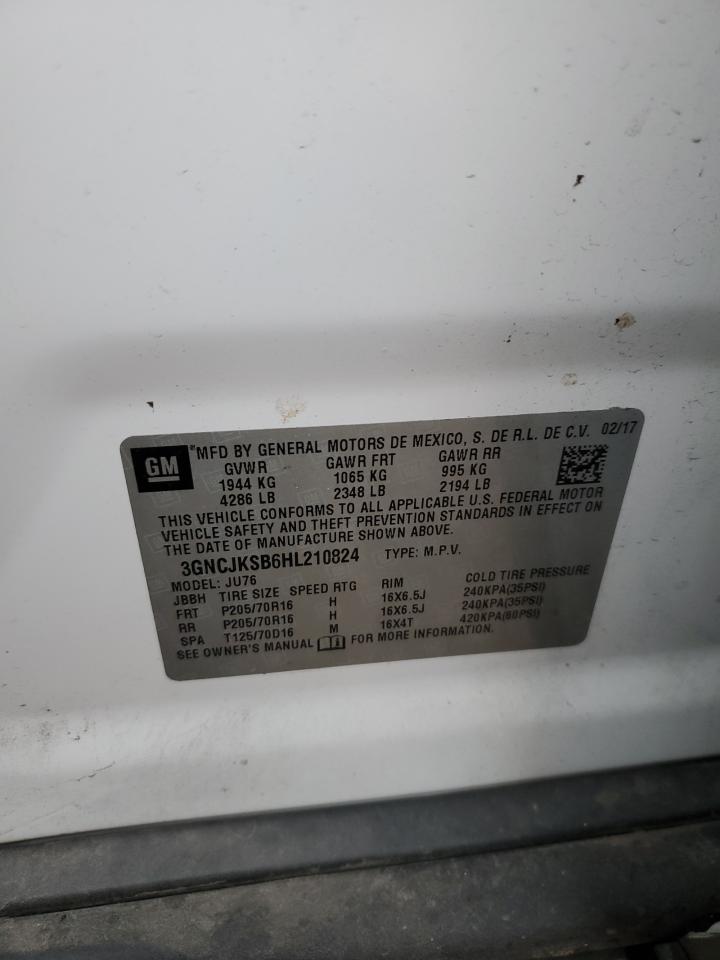 GM
MFD BY GENERAL MOTORS DE MEXICO, S. DE R.L. DE C.V. 02/17
GVWR GAWR FRT GAWR RR
1944 KG 1065 KG 995 KG
4286 LB 2348 LB 2194 LB
THIS VEHICLE CONFORMS TO ALL APPLICABLE U.S. FEDERAL MOTOR
VEHICLE SAFETY AND THEFT PREVENTION STANDARDS IN EFFECT ON
THE DATE OF MANUFACTURE SHOWN ABOVE.
3GNCJKSB6HL210824 TYPE: M.P.V.
MODEL: JU76
JBBH TIRE SIZE SPEED RTG RIM COLD TIRE PRESSURE
FRT P205/70R16 H 16X6.5J 240KPA(35PSI)
RR P205/70R16 H 16X6.5J 240KPA(35PSI)
SPA T125/70D16 M 16X4T 420KPA(60PSI)
SEE OWNER'S MANUAL FOR MORE INFORMATION.